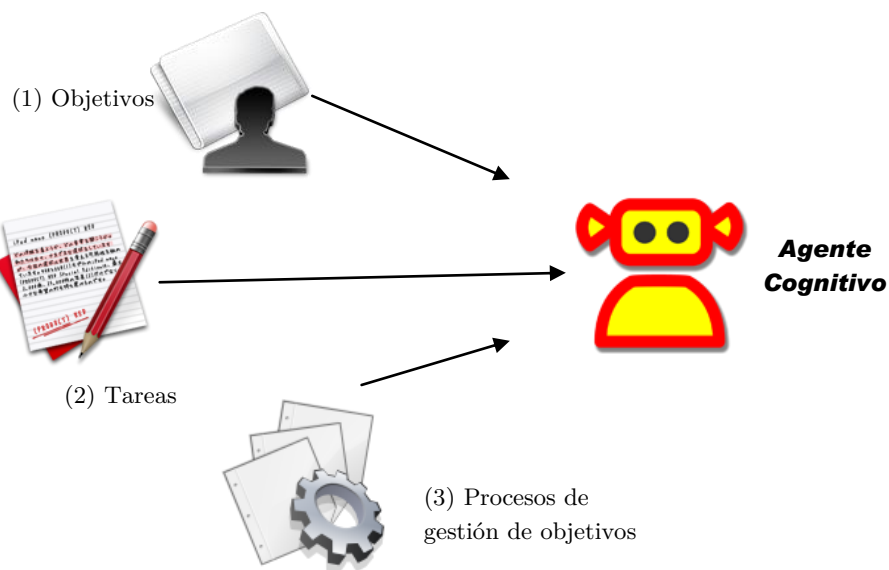 (1) Objetivos
Agente
Cognitivo
(2) Tareas
(3) Procesos de
gestión de objetivos